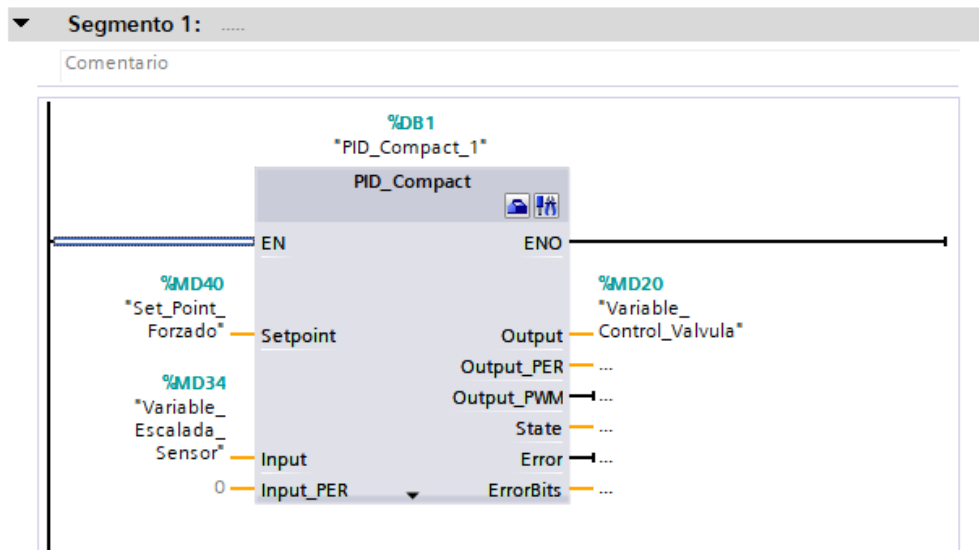 Segmento 1: .....
Comentario
%DB1
"PID_Compact_1"
PID_Compact
EN
ENO
%MD40
"Set_Point_
Forzado"
Setpoint
%MD20
"Variable_
Control_Valvula"
Output
Output_PER
...
Output_PWM
...
State
...
%MD34
"Variable_
Escalada_
Sensor"
Input
Error
...
0
Input_PER
ErrorBits
...